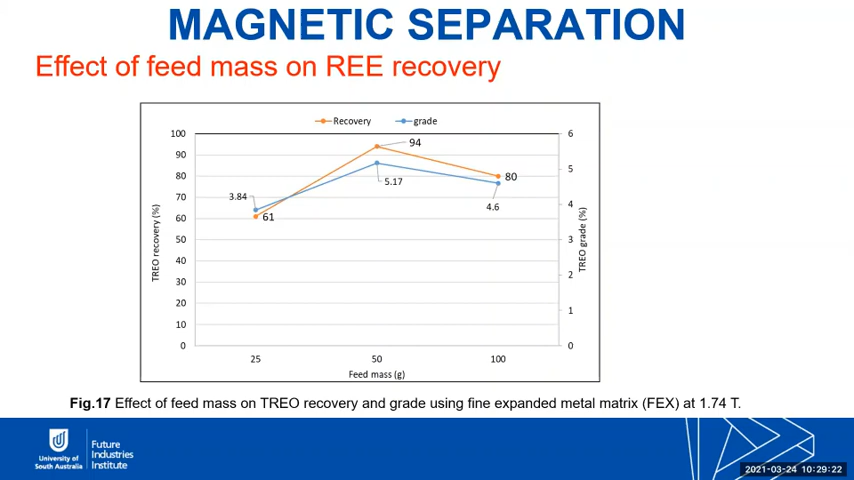 MAGNETIC SEPARATION
Effect of feed mass on REE recovery
Recovery grade
100
90
80
70
60
50
40
30
20
10
0
TREO recovery (%)
94
5.17
80
4.6
3.84
61
6
5
4
3
2
1
0
TREO grade (%)
25 50 100
Feed mass (g)
Fig.17 Effect of feed mass on TREO recovery and grade using fine expanded metal matrix (FEX) at 1.74 T.
University of
South Australia
Future
Industries
Institute
2021-03-24 10:29:22